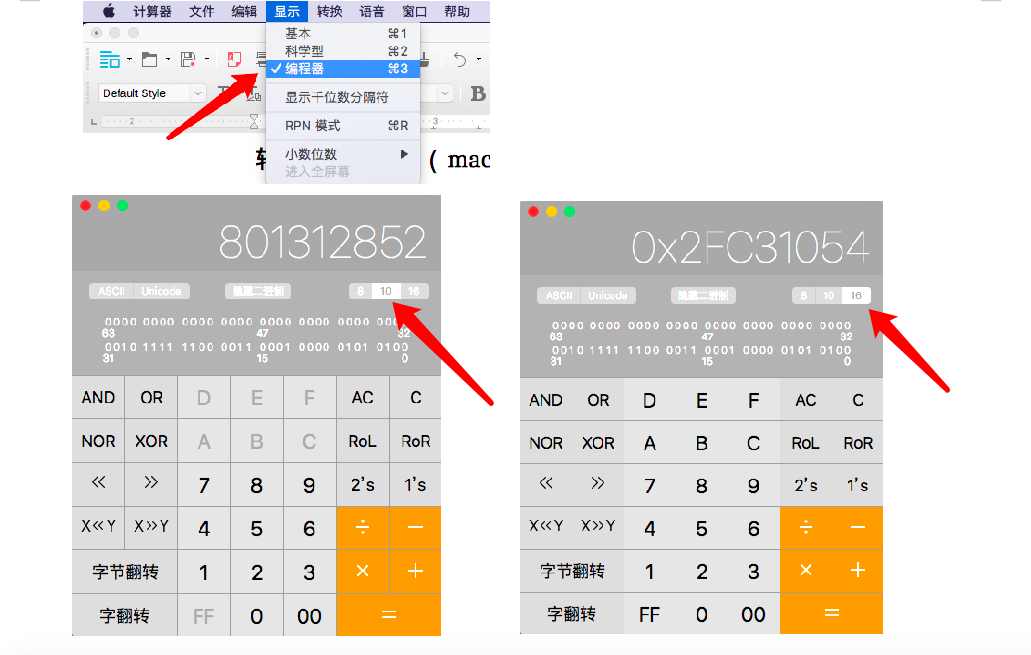 计算器 文件 编辑 显示 转换 语音 窗口 帮助
基本 ⌘1
科学型 ⌘2
✓ 编程器 ⌘3
Default Style
显示千位数分隔符
B
RPN 模式 ⌘R
2
3
小数位数
进入全屏幕
( mac
801312852
ASCII Unicode 隐藏二进制 8 10 16
0000 0000 0000 0000 0000 0000 0000 00
63 47 32
0010 1111 1100 0011 0001 0000 0101 0100
31 15 0
AND OR D E F AC C
NOR XOR A B C RoL RoR
« » 7 8 9 2's 1's
X«Y X»Y 4 5 6 ÷ −
字节翻转 1 2 3 × +
字翻转 FF 0 00 =
0x2FC31054
ASCII Unicode 隐藏二进制 8 10 16
0000 0000 0000 0000 0000 0000 0000 0000
63 47 32
0010 1111 1100 0011 0001 0000 0101 0100
31 15 0
AND OR D E F AC C
NOR XOR A B C RoL RoR
« » 7 8 9 2's 1's
X«Y X»Y 4 5 6 ÷ −
字节翻转 1 2 3 × +
字翻转 FF 0 00 =